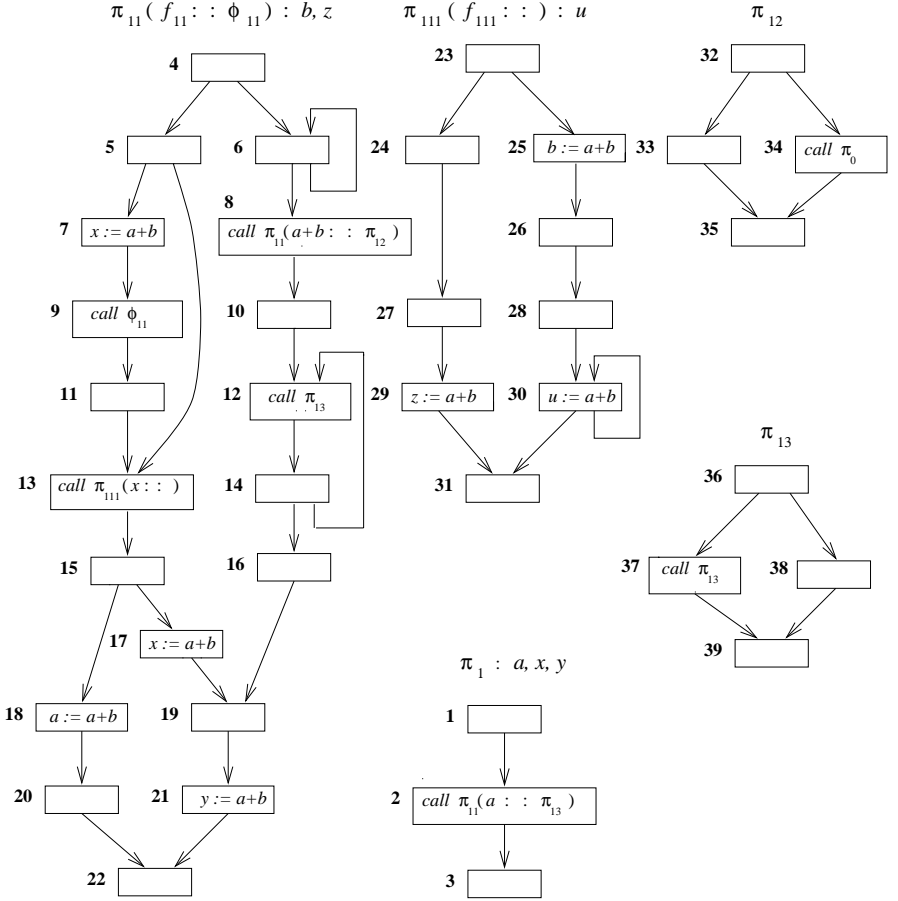 π₁₁( f₁₁ : : φ₁₁ ) : b, z
4
5
6
7
x := a+b
8
call π₁₁(a+b : : π₁₂ )
9
call φ₁₁
10
11
12
call π₁₃
13
call π₁₁₁(x : : )
14
15
16
17
x := a+b
18
a := a+b
19
20
21
y := a+b
22
π₁₁₁( f₁₁₁ : : ) : u
23
24
25
b := a+b
26
27
28
29
z := a+b
30
u := a+b
31
π₁₂
32
33
34
call π₀
35
π₁₃
36
37
call π₁₃
38
39
π₁ : a, x, y
1
2
call π₁₁(a : : π₁₃ )
3